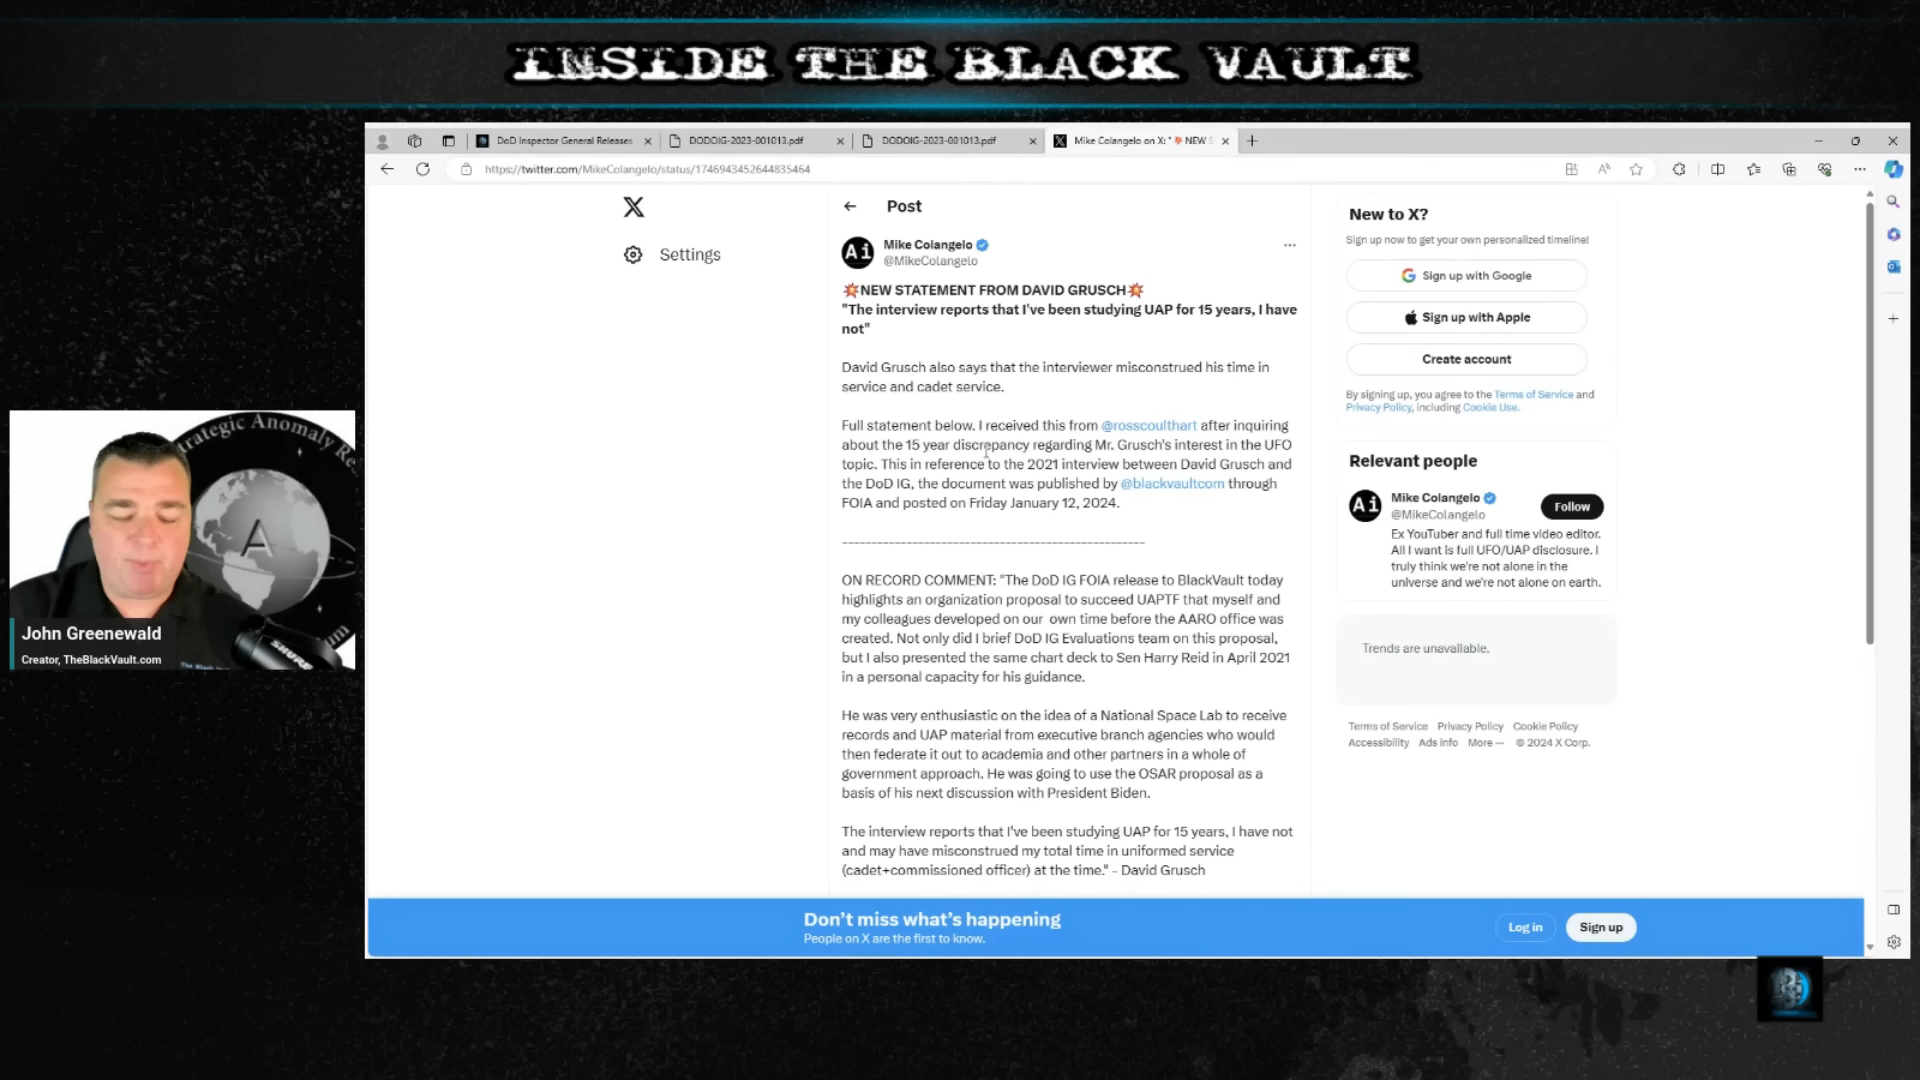 INSIDE THE BLACK VAULT
DoD Inspector General Releases
DODOIG-2023-001013.pdf
DODOIG-2023-001013.pdf
Mike Colangelo on X: "💥NEW S
https://twitter.com/MikeColangelo/status/1746943452644835464
Settings
Post
Mike Colangelo
@MikeColangelo
💥NEW STATEMENT FROM DAVID GRUSCH💥
"The interview reports that I've been studying UAP for 15 years, I have
not"
David Grusch also says that the interviewer misconstrued his time in
service and cadet service.
Full statement below. I received this from @rosscoulthart after inquiring
about the 15 year discrepancy regarding Mr. Grusch's interest in the UFO
topic. This in reference to the 2021 interview between David Grusch and
the DoD IG, the document was published by @blackvaultcom through
FOIA and posted on Friday January 12, 2024.
-----------------------------------------------------
ON RECORD COMMENT: "The DoD IG FOIA release to BlackVault today
highlights an organization proposal to succeed UAPTF that myself and
my colleagues developed on our own time before the AARO office was
created. Not only did I brief DoD IG Evaluations team on this proposal,
but I also presented the same chart deck to Sen Harry Reid in April 2021
in a personal capacity for his guidance.
He was very enthusiastic on the idea of a National Space Lab to receive
records and UAP material from executive branch agencies who would
then federate it out to academia and other partners in a whole of
government approach. He was going to use the OSAR proposal as a
basis of his next discussion with President Biden.
The interview reports that I've been studying UAP for 15 years, I have not
and may have misconstrued my total time in uniformed service
(cadet+commissioned officer) at the time." - David Grusch
New to X?
Sign up now to get your own personalized timeline!
Sign up with Google
Sign up with Apple
Create account
By signing up, you agree to the Terms of Service and
Privacy Policy, including Cookie Use.
Relevant people
Mike Colangelo
@MikeColangelo
Follow
Ex YouTuber and full time video editor.
All I want is full UFO/UAP disclosure. I
truly think we're not alone in the
universe and we're not alone on earth.
Trends are unavailable.
Terms of Service Privacy Policy Cookie Policy
Accessibility Ads info More ··· © 2024 X Corp.
Don't miss what's happening
People on X are the first to know.
Log in
Sign up
trategic Anomaly Re
A
SHURE
John Greenewald
Creator, TheBlackVault.com